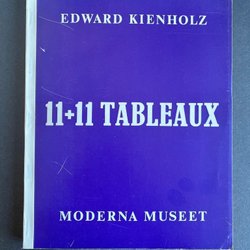 EDWARD KIENHOLZ
11+11 TABLEAUX
MODERNA MUSEET